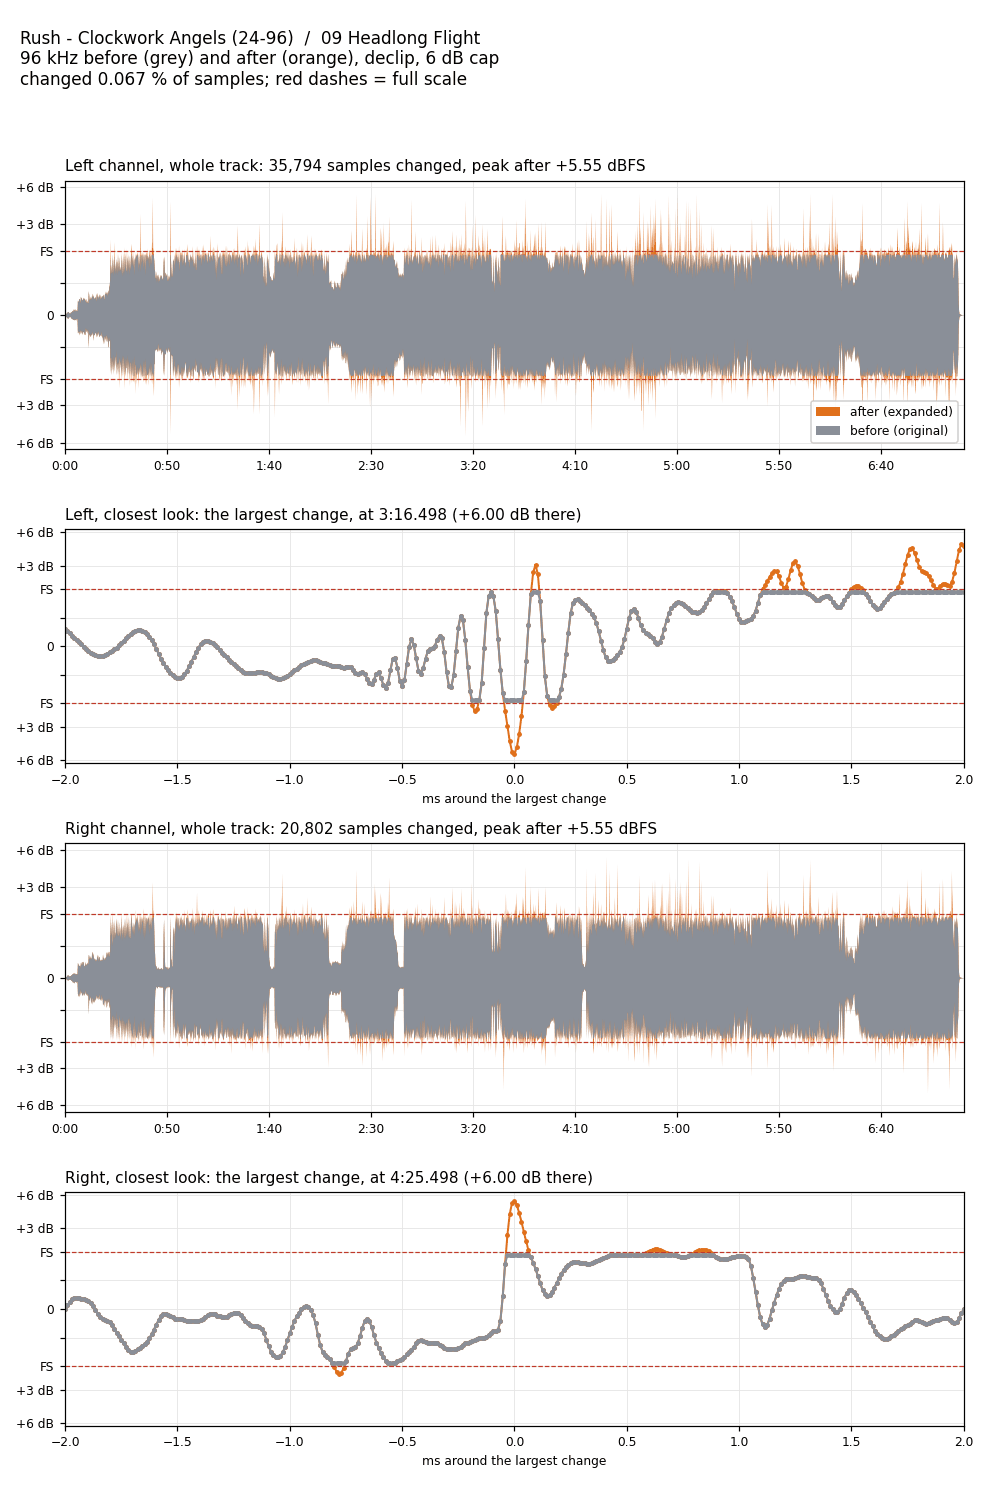 Rush - Clockwork Angels (24-96)  /  09 Headlong Flight
96 kHz before (grey) and after (orange), declip, 6 dB cap
changed 0.067 % of samples; red dashes = full scale
Left channel, whole track: 35,794 samples changed, peak after +5.55 dBFS
+6 dB
+3 dB
FS
0
FS
+3 dB
+6 dB
after (expanded)
before (original)
0:00 0:50 1:40 2:30 3:20 4:10 5:00 5:50 6:40
Left, closest look: the largest change, at 3:16.498 (+6.00 dB there)
+6 dB
+3 dB
FS
0
FS
+3 dB
+6 dB
−2.0 −1.5 −1.0 −0.5 0.0 0.5 1.0 1.5 2.0
ms around the largest change
Right channel, whole track: 20,802 samples changed, peak after +5.55 dBFS
+6 dB
+3 dB
FS
0
FS
+3 dB
+6 dB
0:00 0:50 1:40 2:30 3:20 4:10 5:00 5:50 6:40
Right, closest look: the largest change, at 4:25.498 (+6.00 dB there)
+6 dB
+3 dB
FS
0
FS
+3 dB
+6 dB
−2.0 −1.5 −1.0 −0.5 0.0 0.5 1.0 1.5 2.0
ms around the largest change